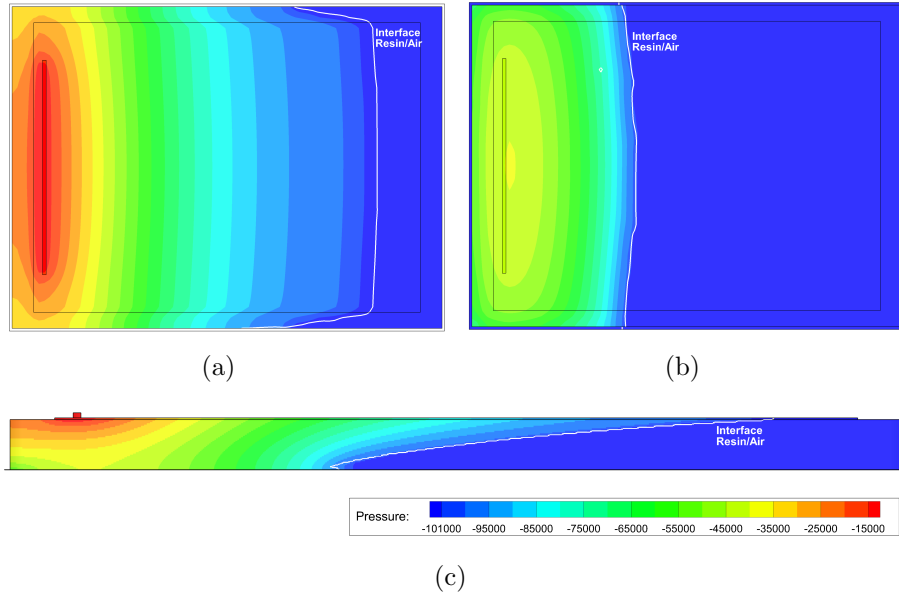 Interface
Resin/Air
Interface
Resin/Air
(a)
(b)
Interface
Resin/Air
Pressure:
-101000 -95000 -85000 -75000 -65000 -55000 -45000 -35000 -25000 -15000
(c)